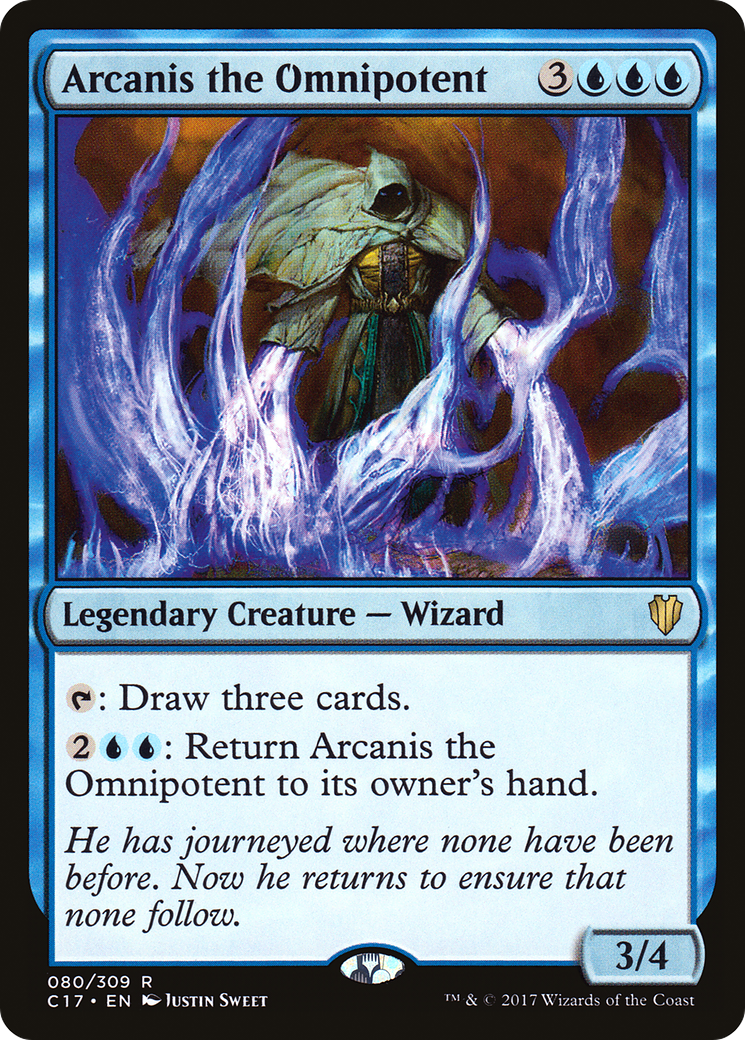 Arcanis the Omnipotent 3
Legendary Creature — Wizard
: Draw three cards.
2: Return Arcanis the
Omnipotent to its owner's hand.
He has journeyed where none have been
before. Now he returns to ensure that
none follow.
3/4
080/309 R
C17 • EN Justin Sweet
™ & © 2017 Wizards of the Coast